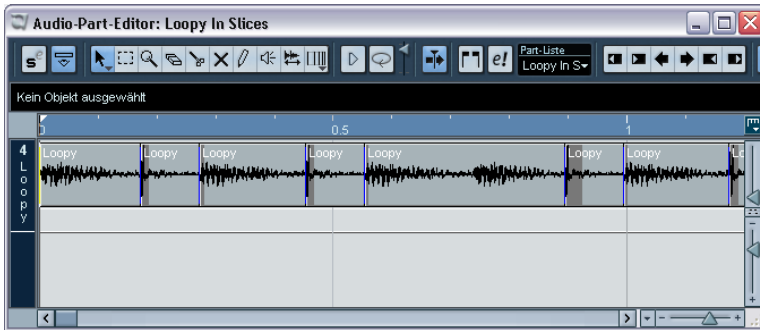 Audio-Part-Editor: Loopy In Slices
s
e!
Part-Liste
Loopy In S
Kein Objekt ausgewählt
0.5
1
4
Loopy
Loopy Loopy Loopy Loopy Loopy Loopy Loopy Lo